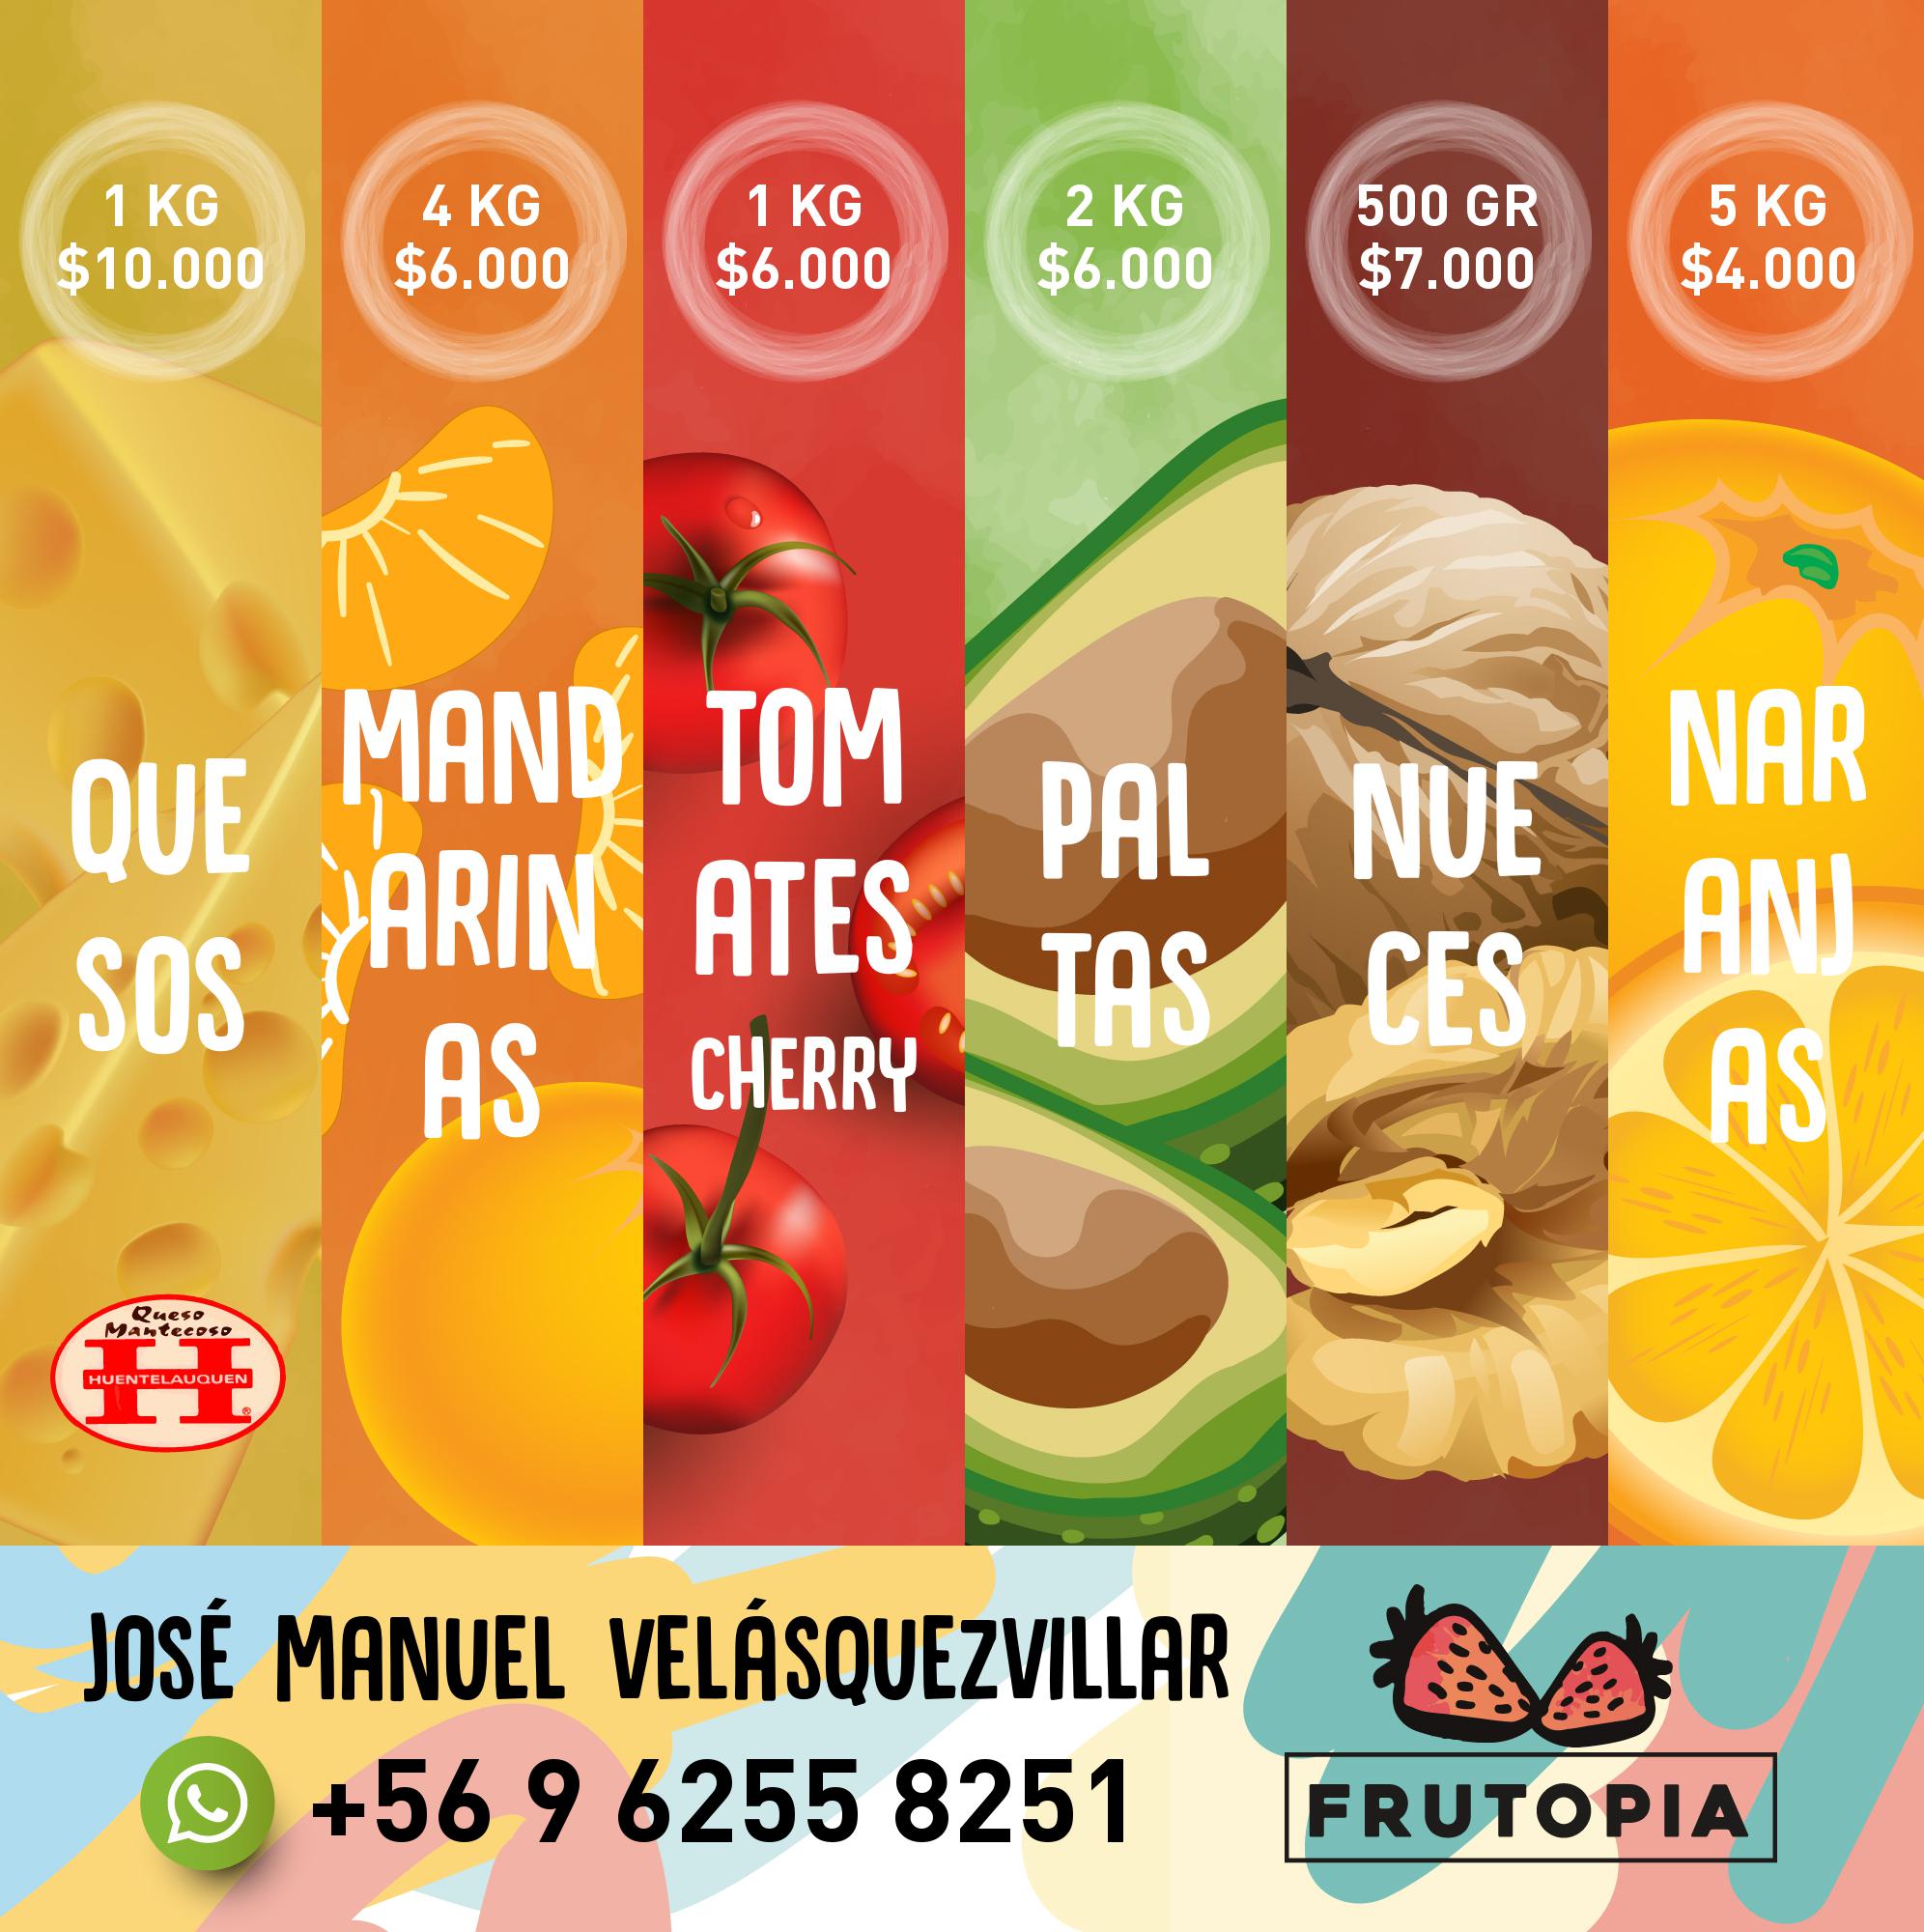 1 KG
$10.000
QUE
SOS
Queso
Mantecoso
H
HUENTELAUQUEN
®
4 KG
$6.000
MAND
ARIN
AS
1 KG
$6.000
TOM
ATES
CHERRY
2 KG
$6.000
PAL
TAS
500 GR
$7.000
NUE
CES
5 KG
$4.000
NAR
ANJ
AS
JOSÉ MANUEL VELÁSQUEZVILLAR
+56 9 6255 8251
FRUTOPIA